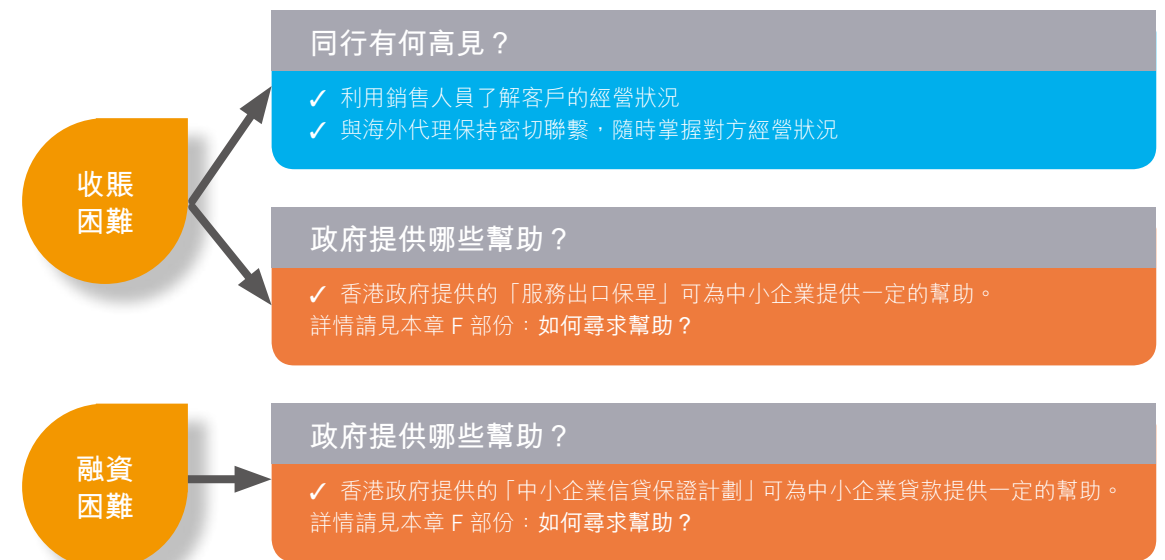 同行有何高見？
✓ 利用銷售人員了解客戶的經營狀況
✓ 與海外代理保持密切聯繫，隨時掌握對方經營狀況
收賬
困難
政府提供哪些幫助？
✓ 香港政府提供的「服務出口保單」可為中小企業提供一定的幫助。
詳情請見本章 F 部份：如何尋求幫助？
政府提供哪些幫助？
融資
困難
✓ 香港政府提供的「中小企業信貸保證計劃」可為中小企業貸款提供一定的幫助。
詳情請見本章 F 部份：如何尋求幫助？